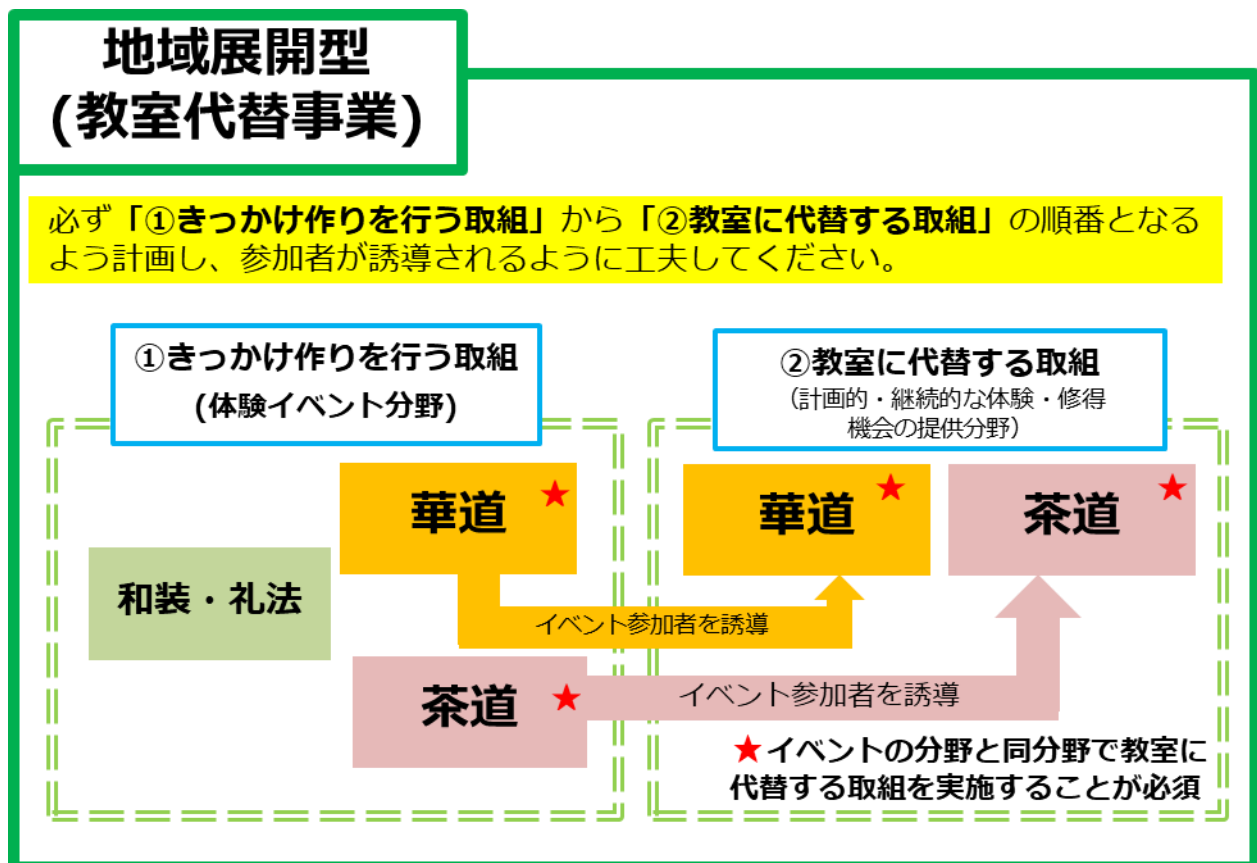 地域展開型
(教室代替事業)
必ず「①きっかけ作りを行う取組」から「②教室に代替する取組」の順番となる
よう計画し、参加者が誘導されるように工夫してください。
①きっかけ作りを行う取組
(体験イベント分野)
②教室に代替する取組
（計画的・継続的な体験・修得
機会の提供分野）
華道 ★
和装・礼法
茶道 ★
華道 ★
茶道 ★
イベント参加者を誘導
イベント参加者を誘導
★イベントの分野と同分野で教室に
代替する取組を実施することが必須